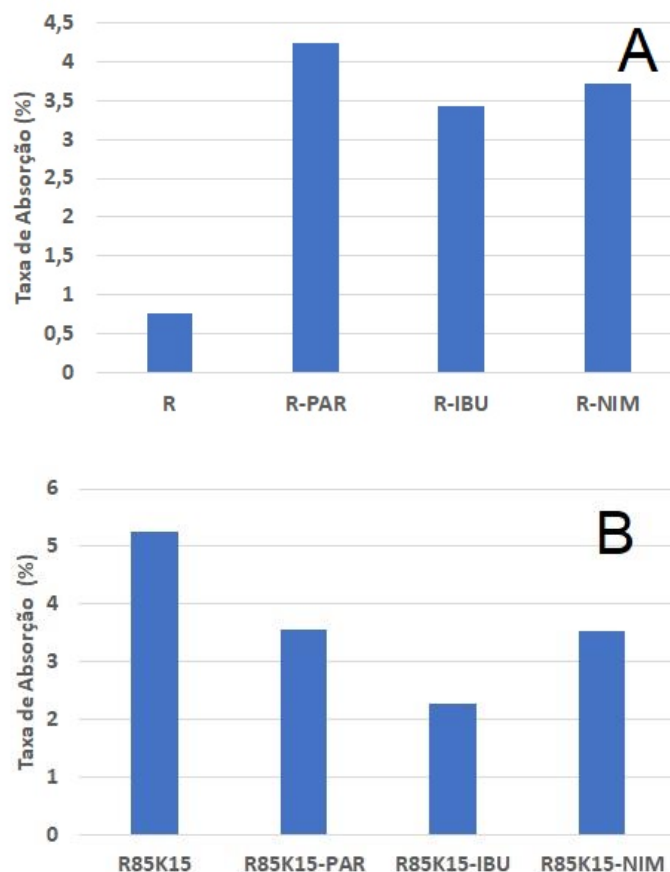 4,5
4
3,5
3
2,5
2
1,5
1
0,5
0
Taxa de Absorção (%)
A
R R-PAR R-IBU R-NIM
6
5
4
3
2
1
0
Taxa de Absorção (%)
B
R85K15 R85K15-PAR R85K15-IBU R85K15-NIM